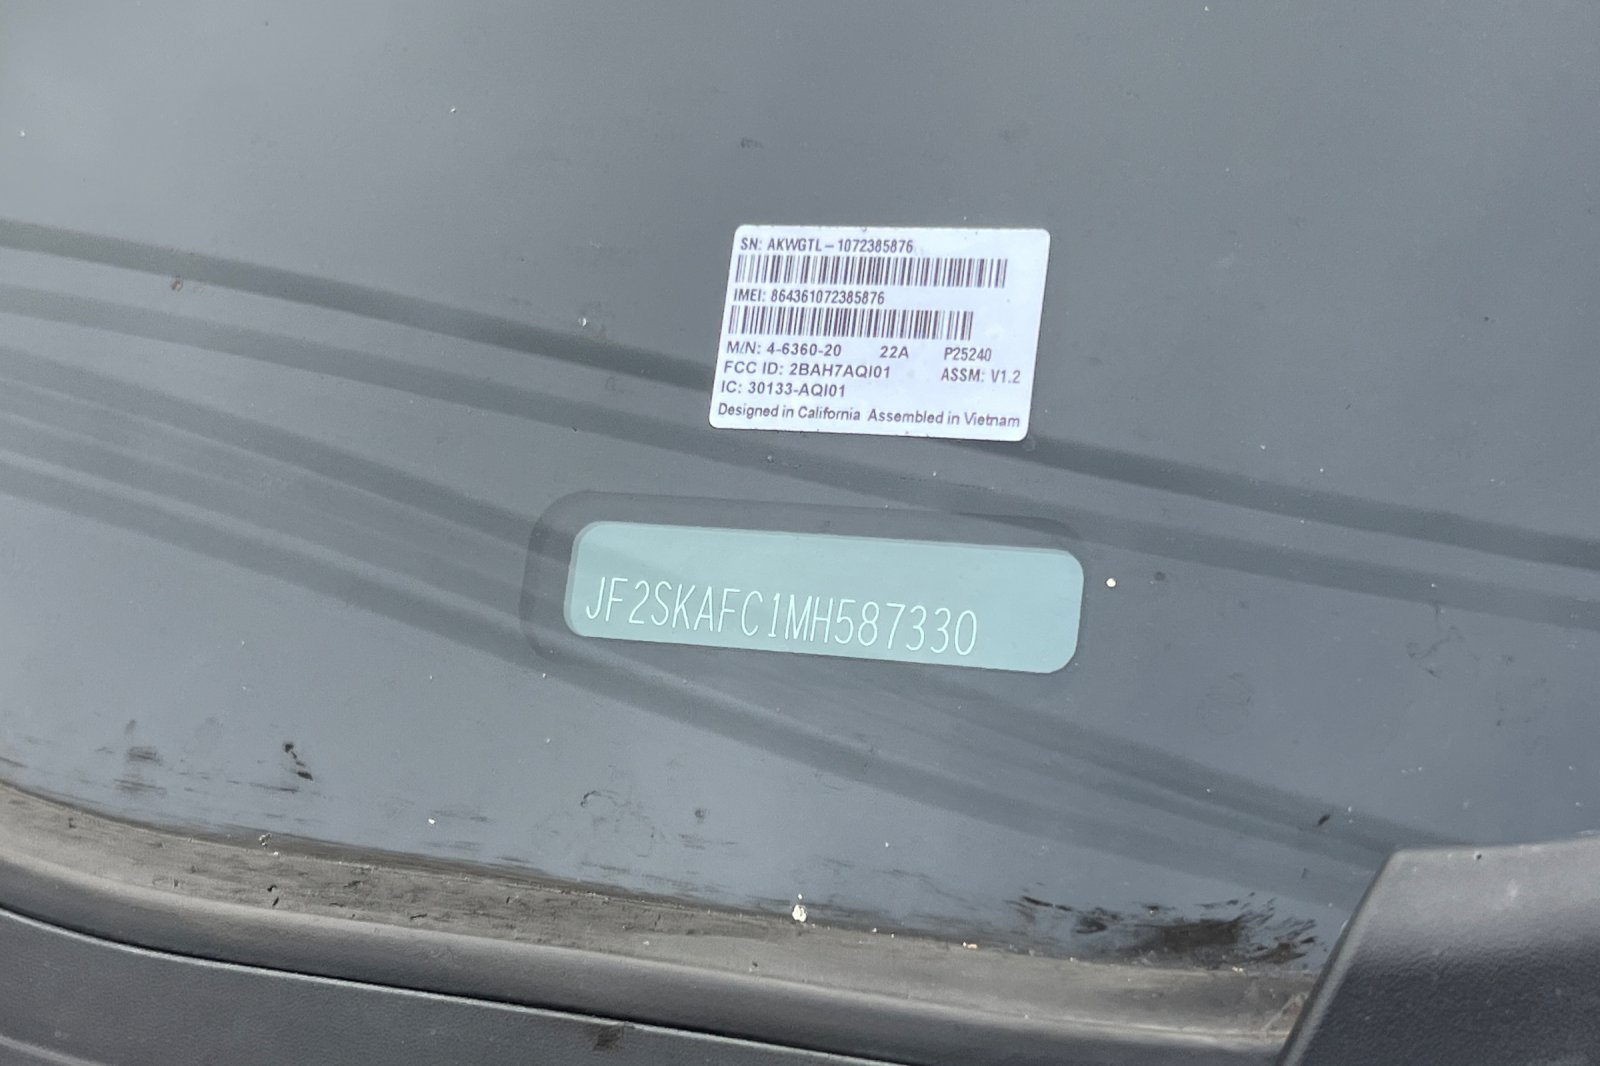 SN: AKWGTL-1072385876
IMEI: 864361072385876
M/N: 4-6360-20 22A P25240
FCC ID: 2BAH7AQI01 ASSM: V1.2
IC: 30133-AQI01
Designed in California Assembled in Vietnam
JF2SKAFC1MH587330